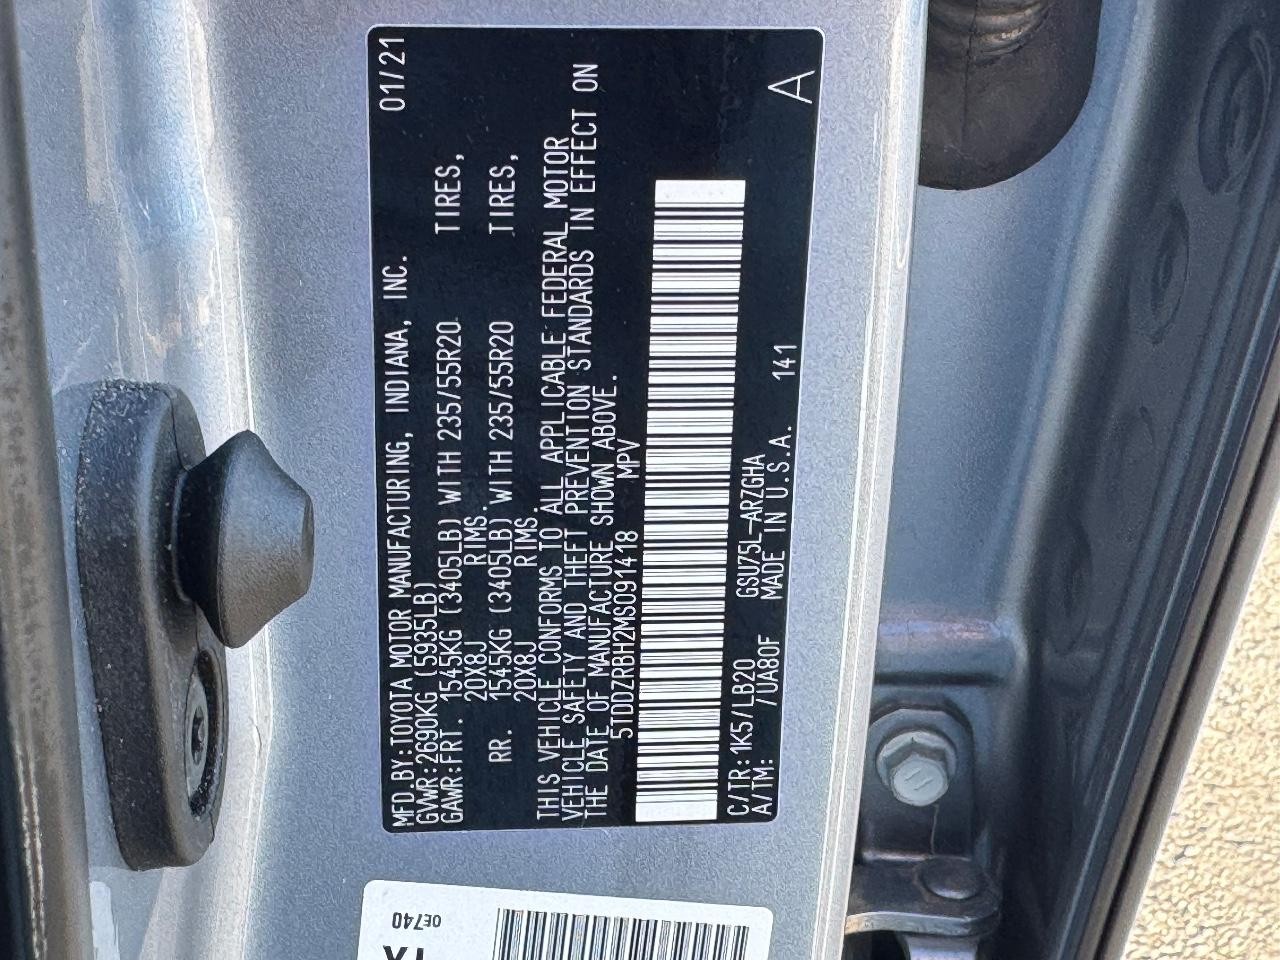 MFD.BY:TOYOTA MOTOR MANUFACTURING, INDIANA, INC. 01/21
GVWR:2690KG (5935LB)
GAWR:FRT. 1545KG (3405LB) WITH 235/55R20 TIRES,
20X8J RIMS.
RR. 1545KG (3405LB) WITH 235/55R20 TIRES,
20X8J RIMS.
THIS VEHICLE CONFORMS TO ALL APPLICABLE FEDERAL MOTOR
VEHICLE SAFETY AND THEFT PREVENTION STANDARDS IN EFFECT ON
THE DATE OF MANUFACTURE SHOWN ABOVE.
5TDDZRBH2MS091418 MPV
C/TR:1K5/LB20 GSU75L-ARZGHA
A/TM: /UA80F MADE IN U.S.A. 141 A
0E740